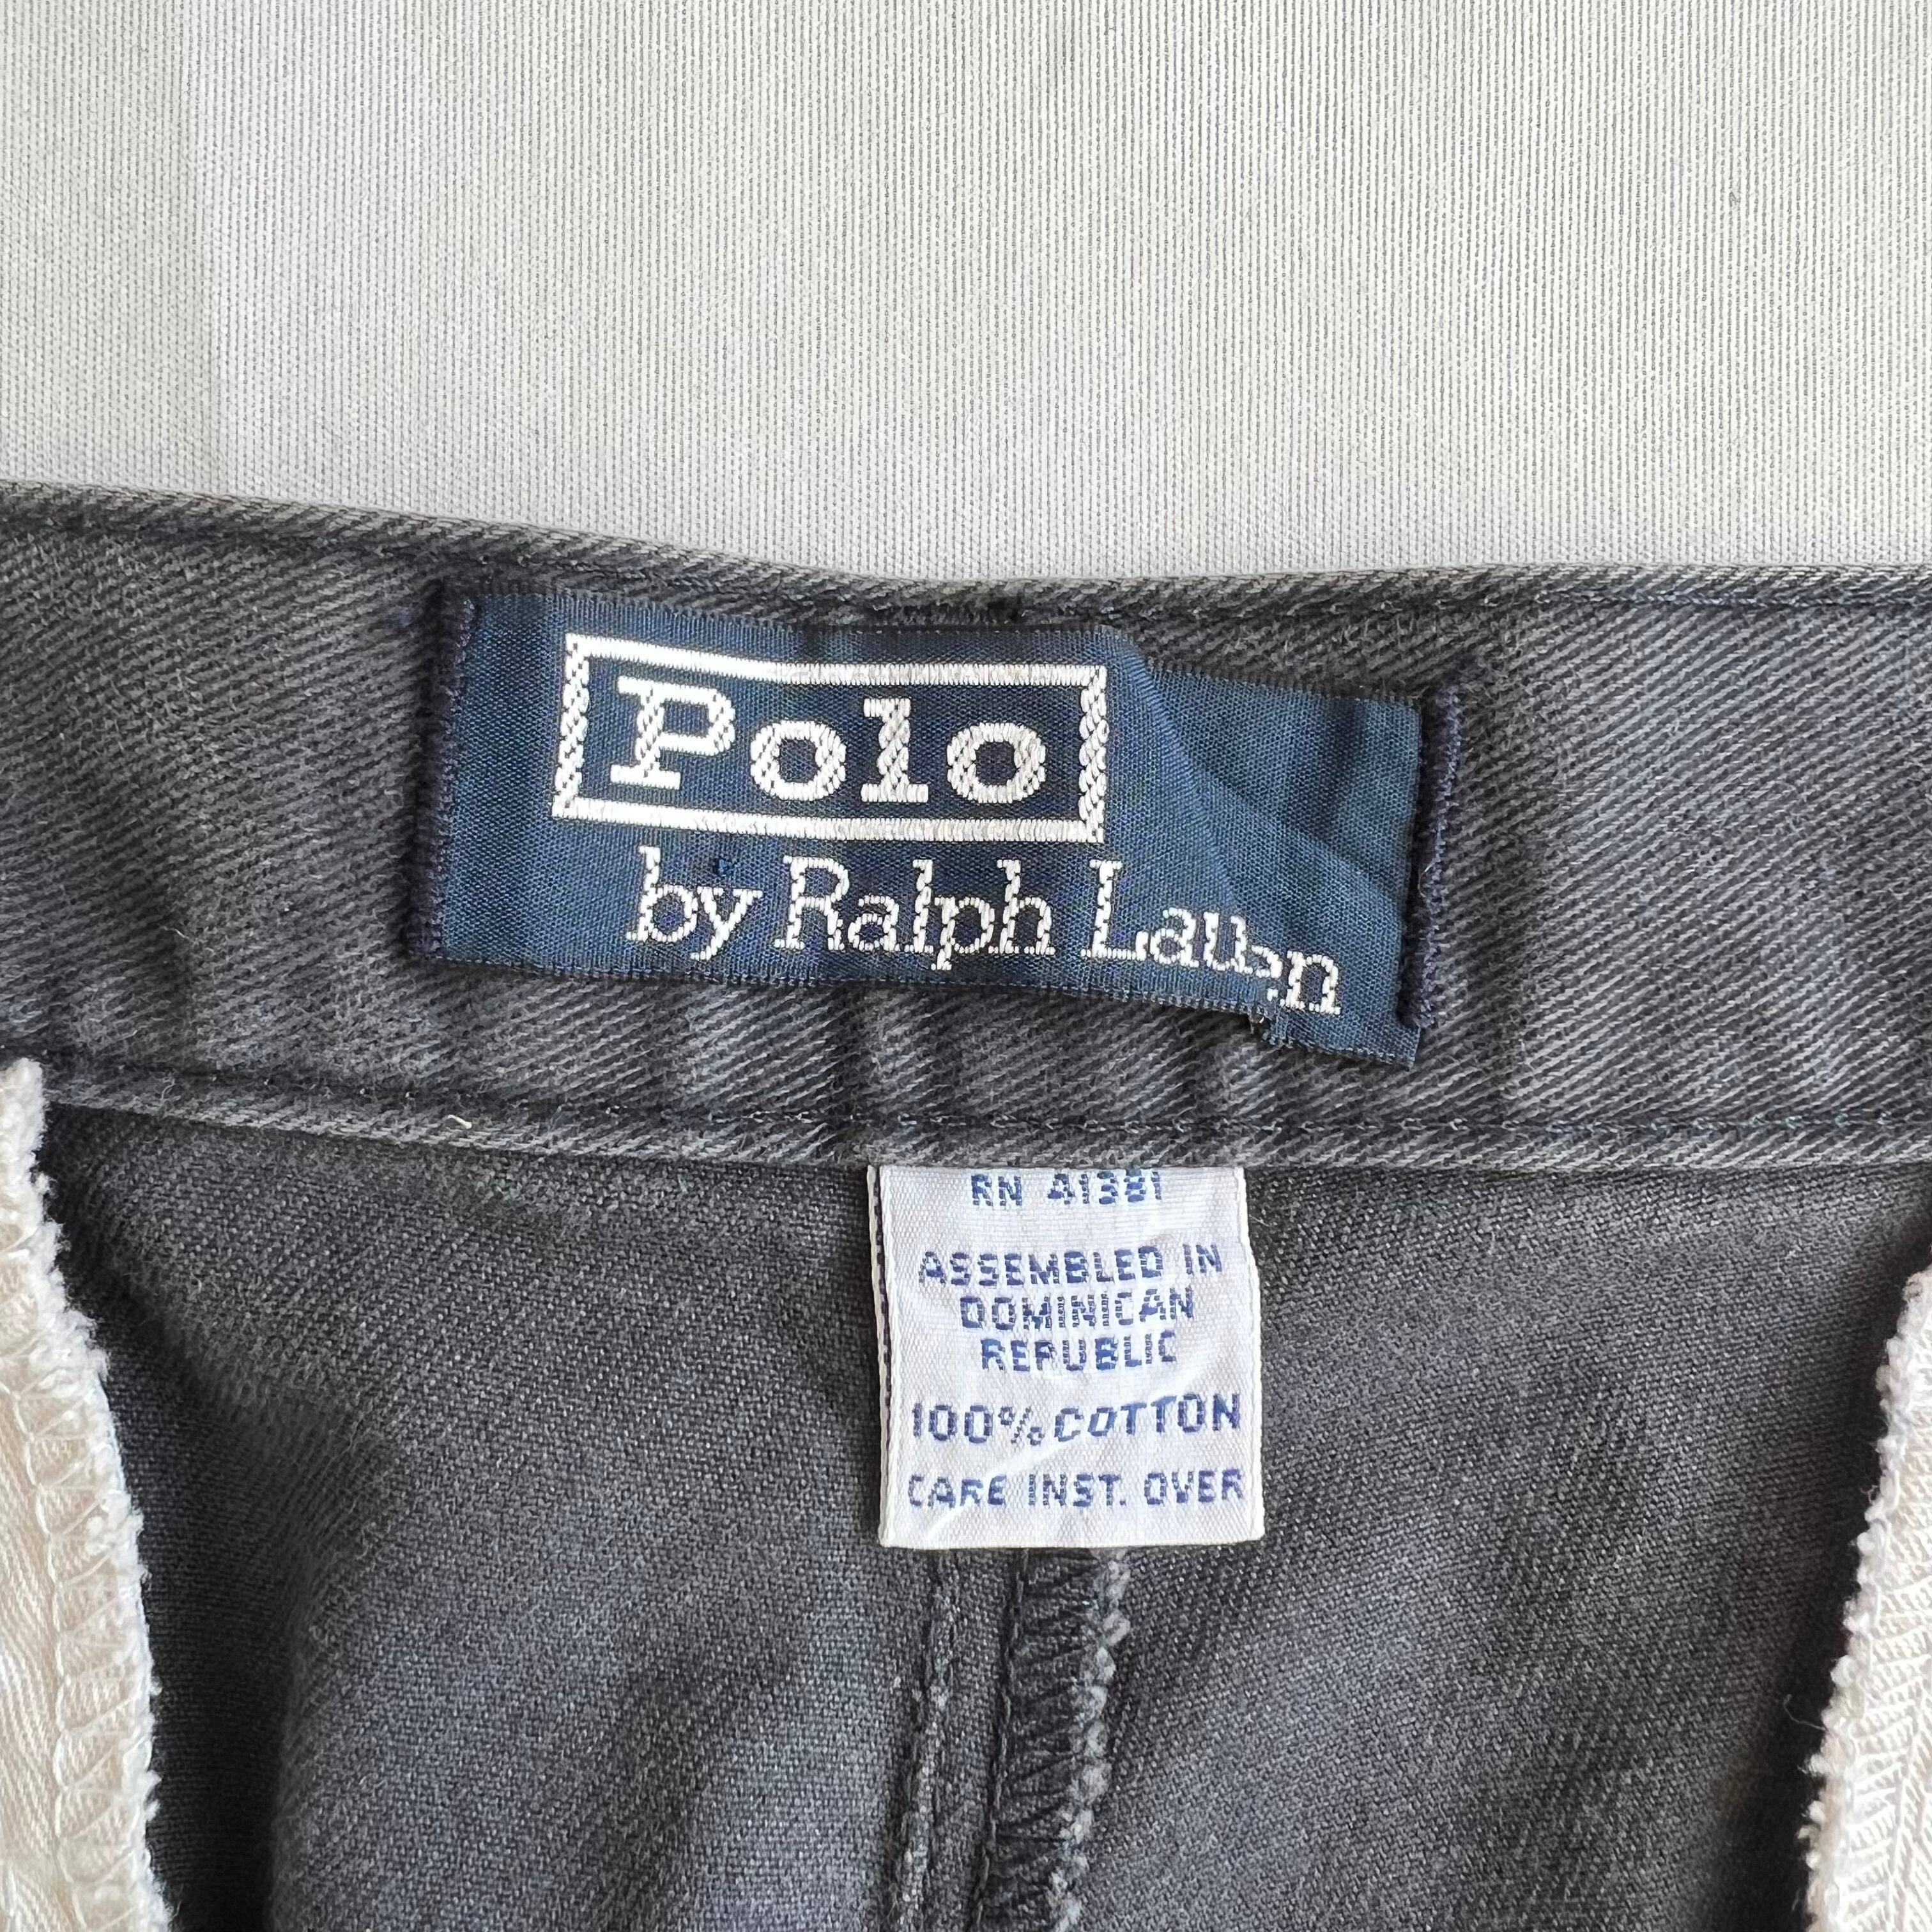 Polo
by Ralph Lauren
RN 41381
ASSEMBLED IN
DOMINICAN
REPUBLIC
100% COTTON
CARE INST. OVER